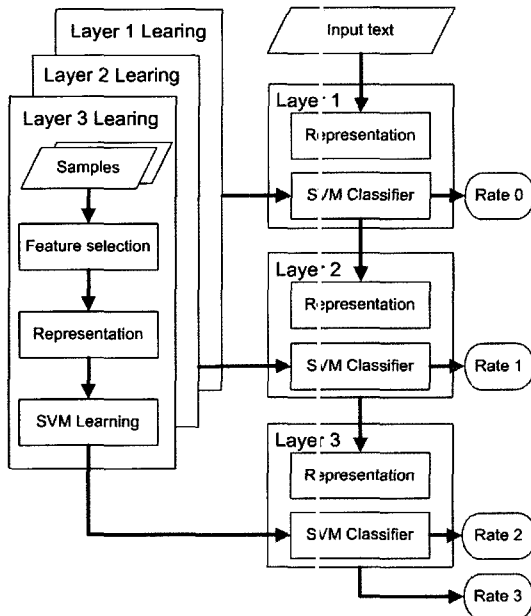 Layer 1 Learing
Layer 2 Learing
Layer 3 Learing
Samples
Feature selection
Representation
SVM Learning
Input text
Layer 1
Representation
SVM Classifier
Rate 0
Layer 2
Representation
SVM Classifier
Rate 1
Layer 3
Representation
SVM Classifier
Rate 2
Rate 3